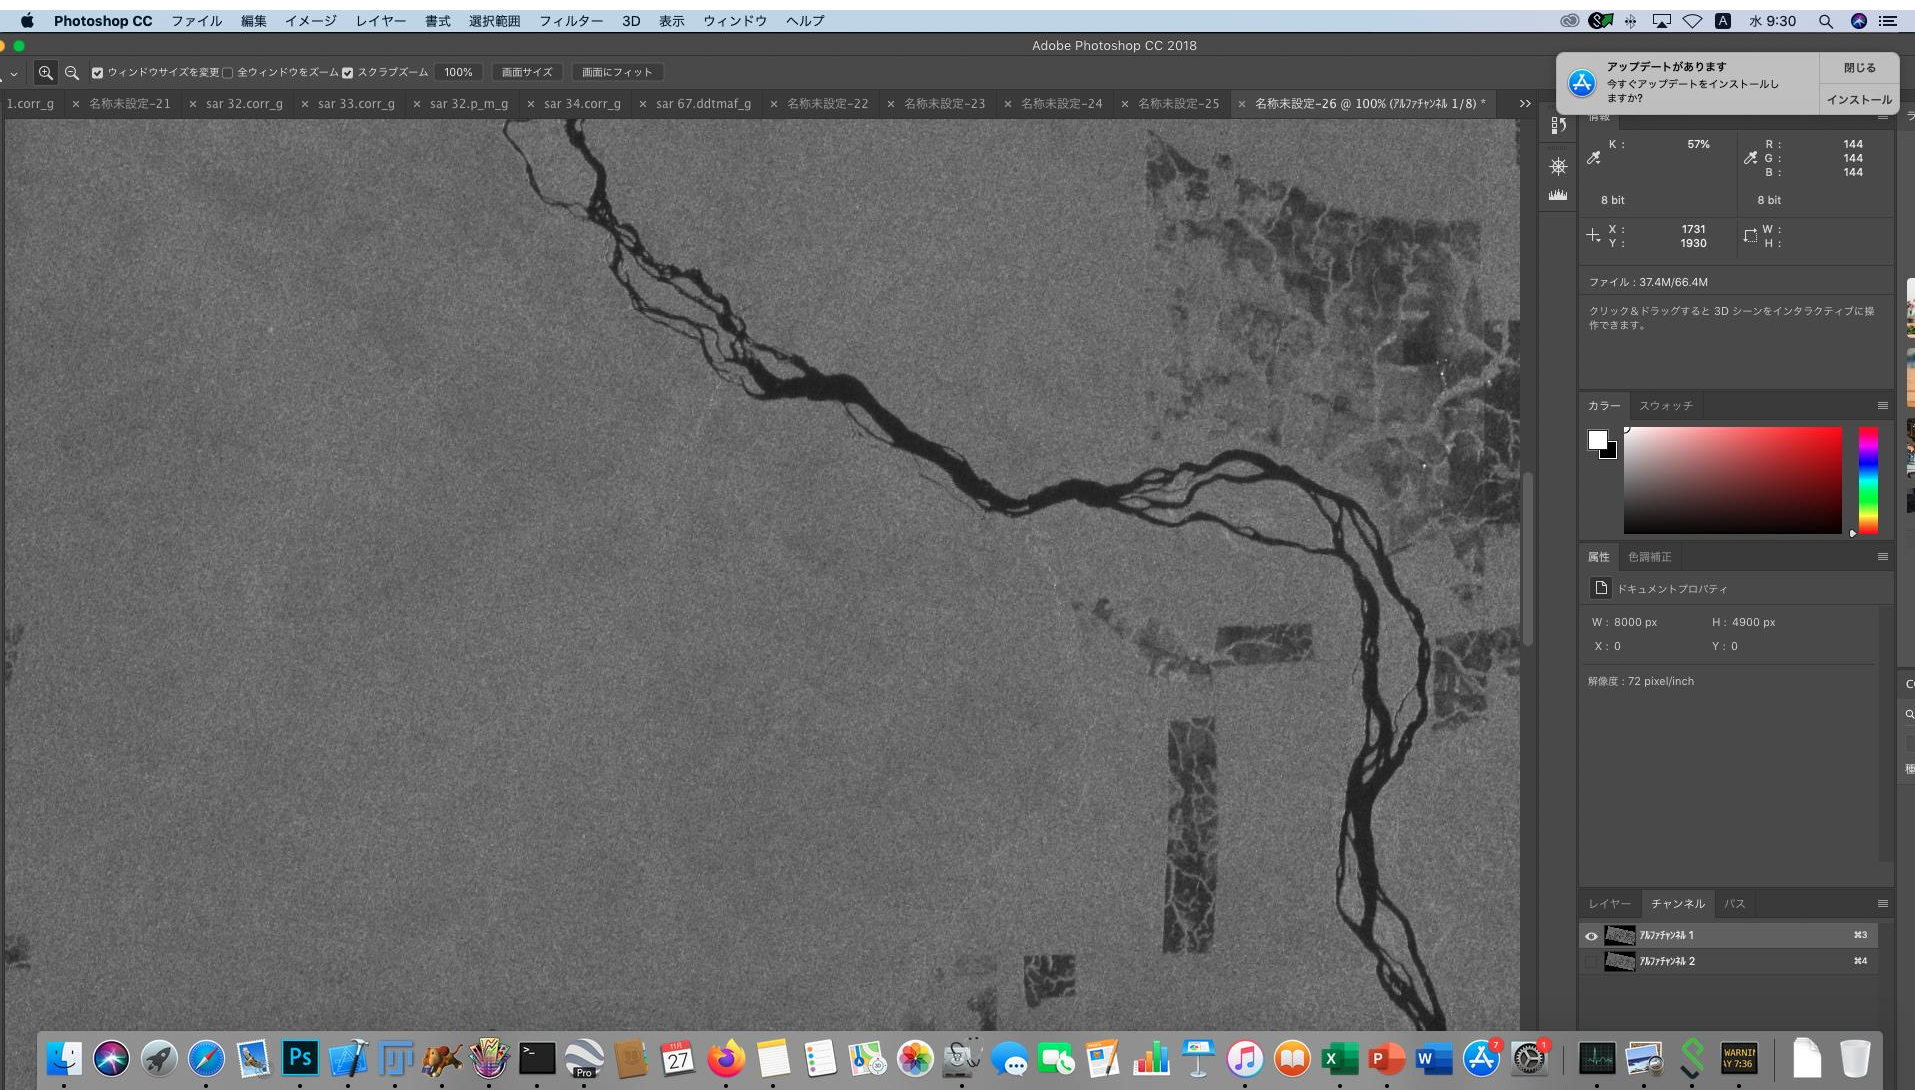 Photoshop CC ファイル 編集 イメージ レイヤー 書式 選択範囲 フィルター 3D 表示 ウィンドウ ヘルプ A 水 9:30
Adobe Photoshop CC 2018
ウィンドウサイズを変更 全ウィンドウをズーム スクラブズーム 100% 画面サイズ 画面にフィット
アップデートがあります
今すぐアップデートをインストールし
ますか?
閉じる
インストール
1.corr_g × 名称未設定-21 × sar 32.corr_g × sar 33.corr_g × sar 32.p_m_g × sar 34.corr_g × sar 67.ddtmaf_g × 名称未設定-22 × 名称未設定-23 × 名称未設定-24 × 名称未設定-25 × 名称未設定-26 @ 100% (ｱﾙﾌｧﾁｬﾝﾈﾙ 1/8) * >>
情報
K : 57% R : 144
G : 144
B : 144
8 bit 8 bit
X : 1731 W :
Y : 1930 H :
ファイル : 37.4M/66.4M
クリック＆ドラッグすると 3D シーンをインタラクティブに操
作できます。
カラー スウォッチ
属性 色調補正
ドキュメントプロパティ
W : 8000 px H : 4900 px
X : 0 Y : 0
解像度 : 72 pixel/inch
レイヤー チャンネル パス
ｱﾙﾌｧﾁｬﾝﾈﾙ 1 ⌘3
ｱﾙﾌｧﾁｬﾝﾈﾙ 2 ⌘4
Ps
Pro
11月
27
X
P
W
7
1
WARNIN
AY 7:36